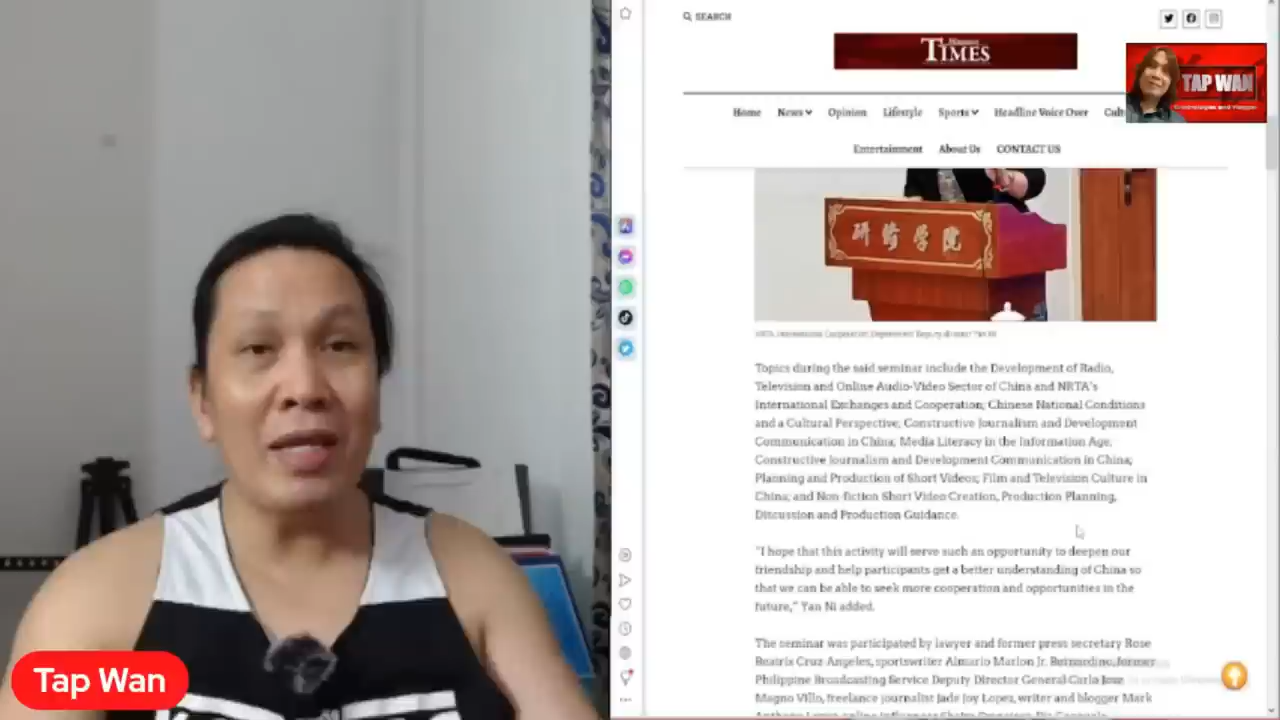 SEARCH
TIMES
TAP WAN
Home News Opinion Lifestyle Sports Headline Voice Over
Entertainment About Us CONTACT US
研修学院
Topics during the said seminar include the Development of Radio,
Television and Online Audio-Video Sector of China and NRTA's
International Exchanges and Cooperation; Chinese National Conditions
and a Cultural Perspective; Constructive Journalism and Development
Communication in China, Media Literacy in the Information Age,
Constructive Journalism and Development Communication in China;
Planning and Production of Short Videos; Film and Television Culture in
China; and Non-fiction Short Video Creation, Production Planning,
Discussion and Production Guidance.
"I hope that this activity will serve such an opportunity to deepen our
friendship and help participants get a better understanding of China so
that we can be able to seek more cooperation and opportunities in the
future," Yan Ni added.
The seminar was participated by lawyer and former press secretary Rose
Beatrix Cruz-Angeles, sportswriter Almario Marlon Jr. Bernardino, former
Philippine Broadcasting Service Deputy Director General Carlo Jose
Magno Villo, freelance journalist Jade Joy Lopez, writer and blogger Mark
Tap Wan